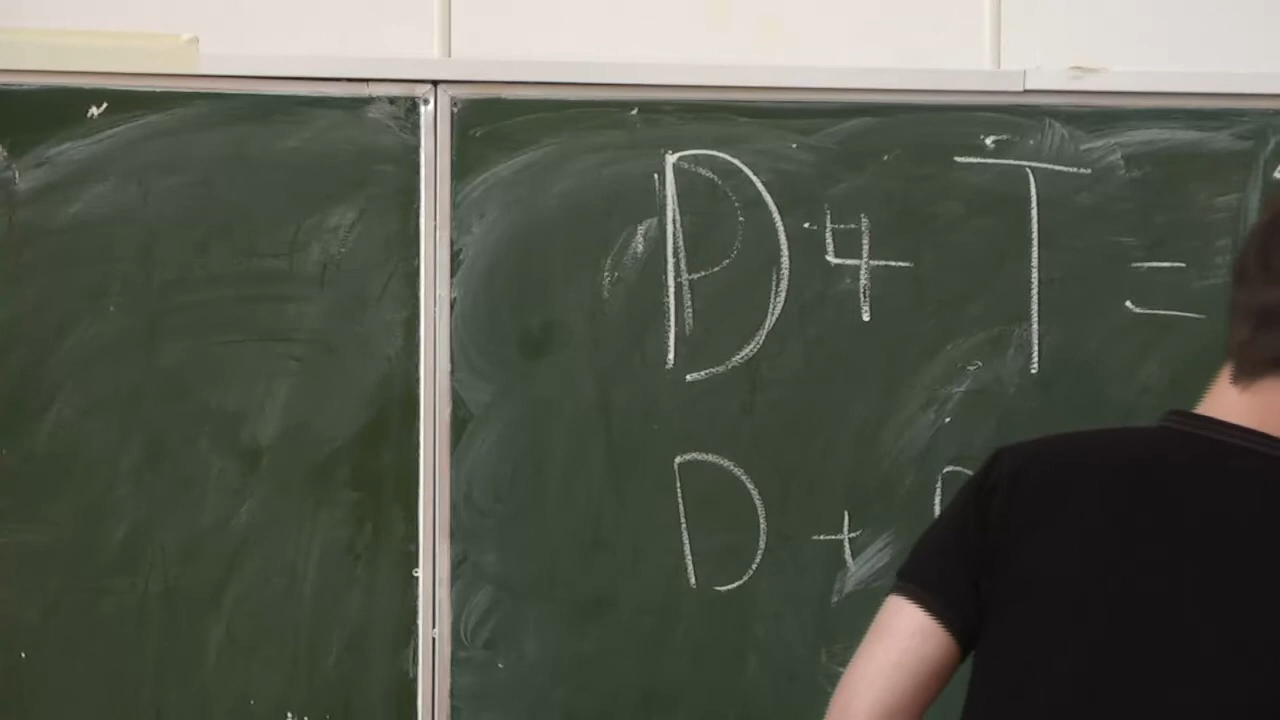 D + T =
D +